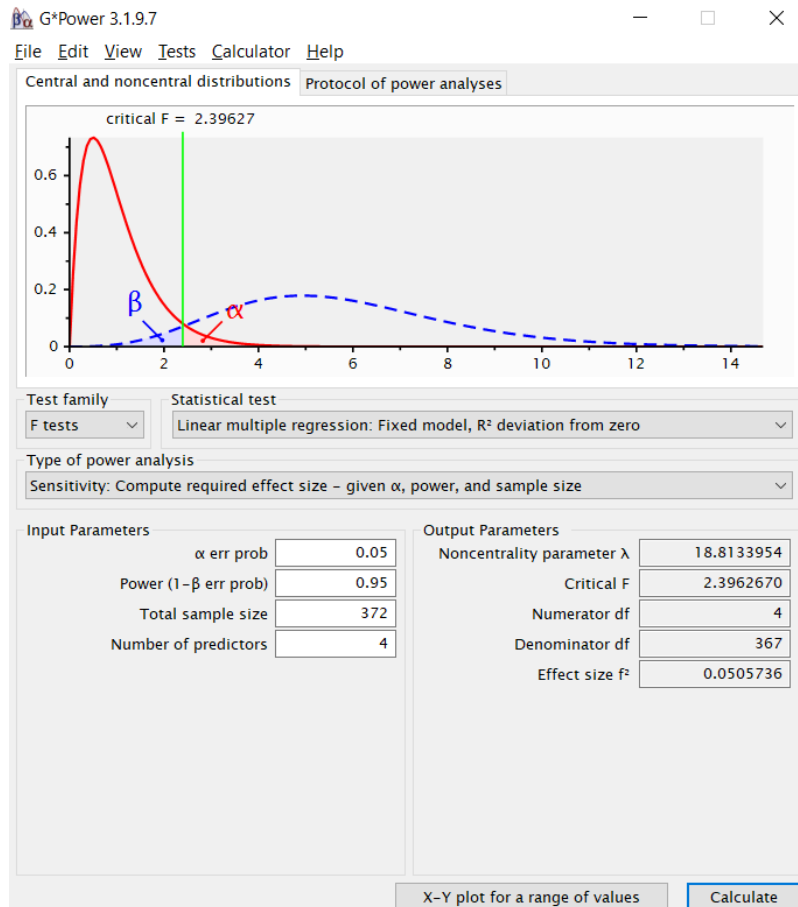 G*Power 3.1.9.7
File Edit View Tests Calculator Help
Central and noncentral distributions Protocol of power analyses
critical F = 2.39627
0.6
0.4
0.2
0
β
α
0 2 4 6 8 10 12 14
Test family Statistical test
F tests Linear multiple regression: Fixed model, R² deviation from zero
Type of power analysis
Sensitivity: Compute required effect size – given α, power, and sample size
Input Parameters Output Parameters
α err prob 0.05 Noncentrality parameter λ 18.8133954
Power (1-β err prob) 0.95 Critical F 2.3962670
Total sample size 372 Numerator df 4
Number of predictors 4 Denominator df 367
Effect size f² 0.0505736
X-Y plot for a range of values Calculate